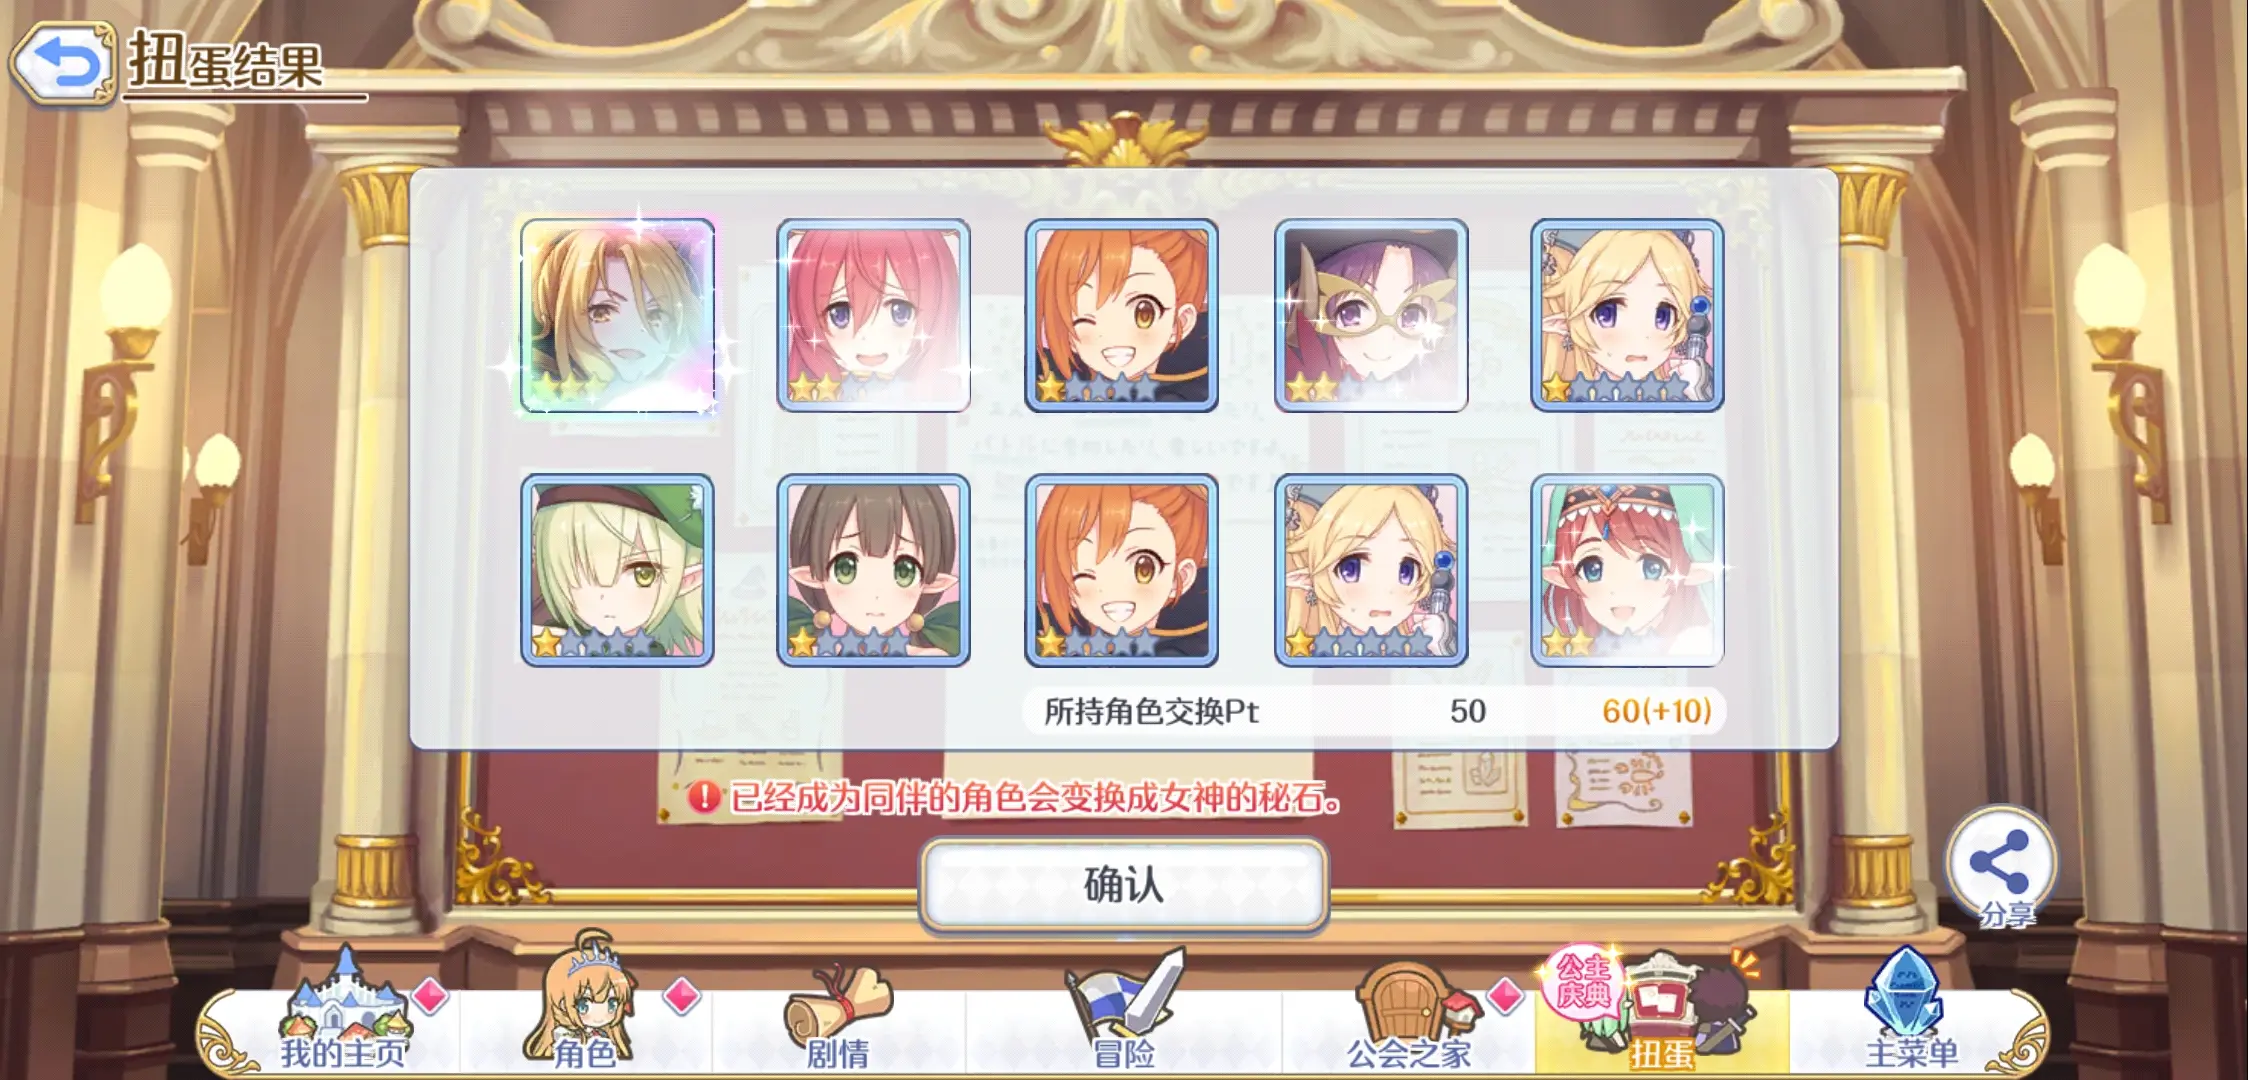 扭蛋结果
所持角色交换Pt 50 60(+10)
已经成为同伴的角色会变换成女神的秘石。
确认
分享
公主
庆典
我的主页 角色 剧情 冒险 公会之家 扭蛋 主菜单